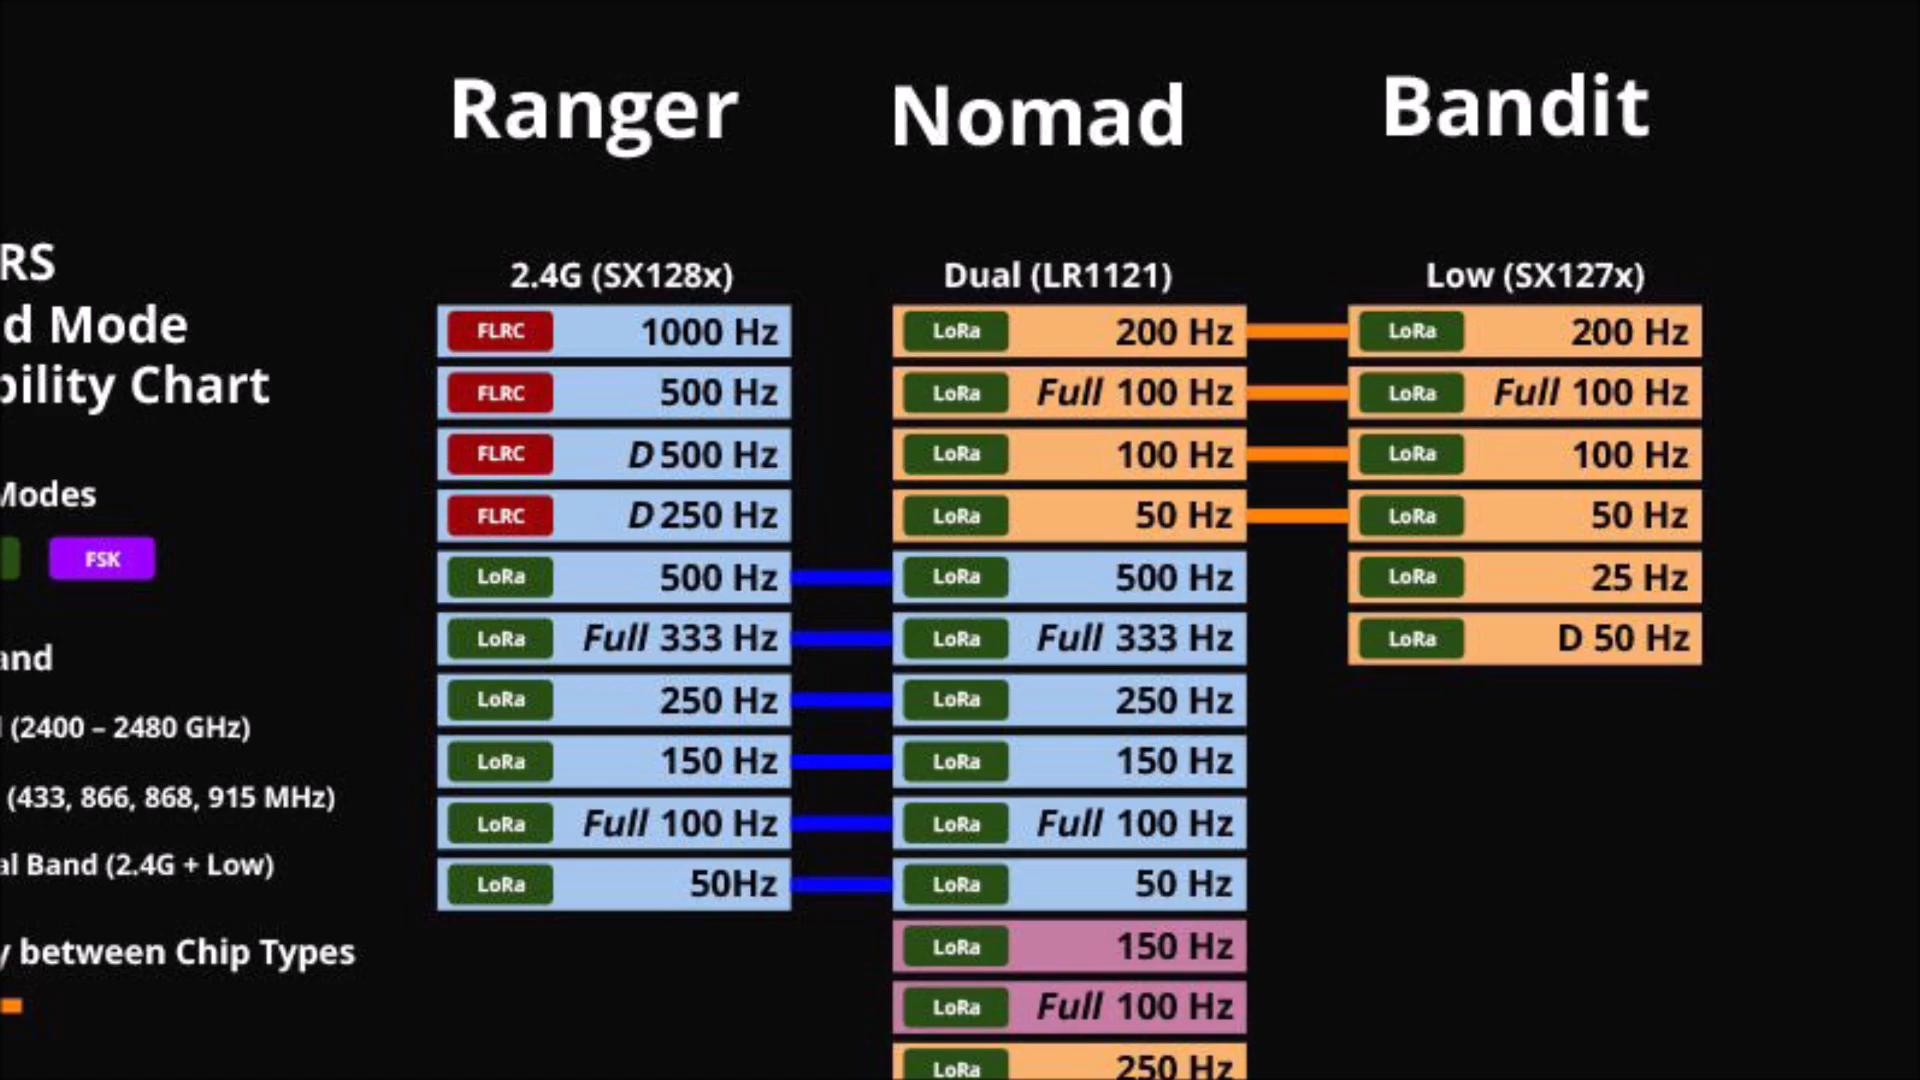 Ranger
Nomad
Bandit
RS
d Mode
bility Chart
Modes
FSK
and
(2400 – 2480 GHz)
(433, 866, 868, 915 MHz)
al Band (2.4G + Low)
y between Chip Types
2.4G (SX128x)
FLRC 1000 Hz
FLRC 500 Hz
FLRC D 500 Hz
FLRC D 250 Hz
LoRa 500 Hz
LoRa Full 333 Hz
LoRa 250 Hz
LoRa 150 Hz
LoRa Full 100 Hz
LoRa 50Hz
Dual (LR1121)
LoRa 200 Hz
LoRa Full 100 Hz
LoRa 100 Hz
LoRa 50 Hz
LoRa 500 Hz
LoRa Full 333 Hz
LoRa 250 Hz
LoRa 150 Hz
LoRa Full 100 Hz
LoRa 50 Hz
LoRa 150 Hz
LoRa Full 100 Hz
LoRa 250 Hz
Low (SX127x)
LoRa 200 Hz
LoRa Full 100 Hz
LoRa 100 Hz
LoRa 50 Hz
LoRa 25 Hz
LoRa D 50 Hz